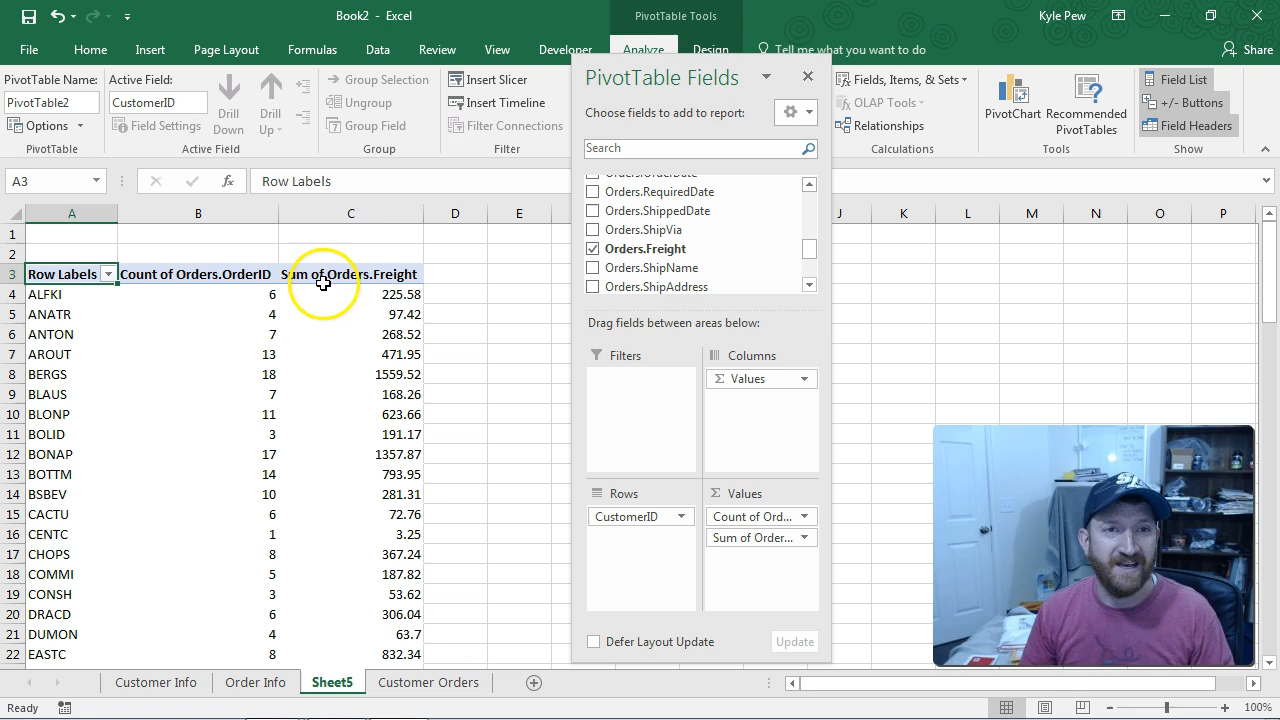 Book2 - Excel
PivotTable Tools
Kyle Pew
File
Home
Insert
Page Layout
Formulas
Data
Review
View
Developer
Analyze
Design
Tell me what you want to do
Share
PivotTable Name:
PivotTable2
Options
PivotTable
Active Field:
CustomerID
Field Settings
Drill
Down
Drill
Up
Active Field
Group Selection
Ungroup
Group Field
Group
Insert Slicer
Insert Timeline
Filter Connections
Filter
Fields, Items, & Sets
OLAP Tools
Relationships
Calculations
PivotChart
Recommended
PivotTables
Tools
Field List
+/- Buttons
Field Headers
Show
A3
fx
Row Labels
A B C D E J K L M N O P
1
2
3 Row Labels Count of Orders.OrderID Sum of Orders.Freight
4 ALFKI 6 225.58
5 ANATR 4 97.42
6 ANTON 7 268.52
7 AROUT 13 471.95
8 BERGS 18 1559.52
9 BLAUS 7 168.26
10 BLONP 11 623.66
11 BOLID 3 191.17
12 BONAP 17 1357.87
13 BOTTM 14 793.95
14 BSBEV 10 281.31
15 CACTU 6 72.76
16 CENTC 1 3.25
17 CHOPS 8 367.24
18 COMMI 5 187.82
19 CONSH 3 53.62
20 DRACD 6 306.04
21 DUMON 4 63.7
22 EASTC 8 832.34
PivotTable Fields
Choose fields to add to report:
Search
Orders.OrderDate
Orders.RequiredDate
Orders.ShippedDate
Orders.ShipVia
Orders.Freight
Orders.ShipName
Orders.ShipAddress
Drag fields between areas below:
Filters
Columns
Σ Values
Rows
CustomerID
Σ Values
Count of Ord...
Sum of Order...
Defer Layout Update
Update
Customer Info
Order Info
Sheet5
Customer Orders
Ready
100%